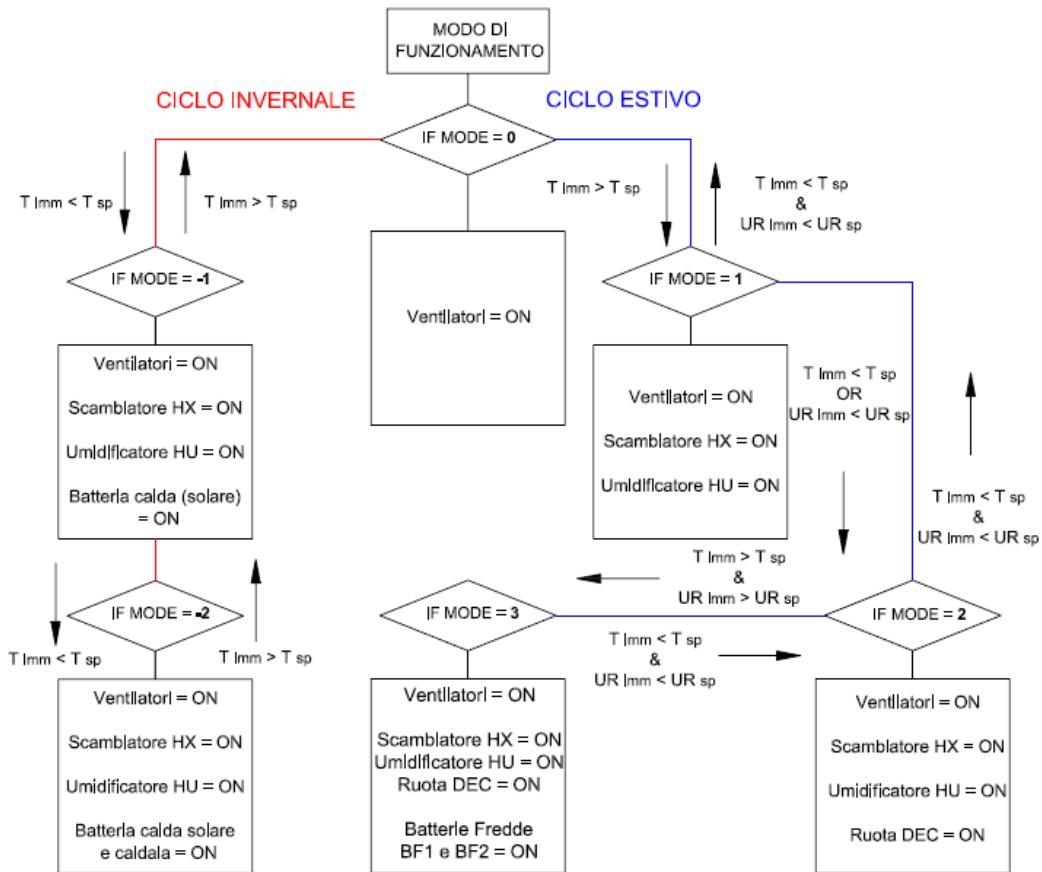 MODO DI
FUNZIONAMENTO
CICLO INVERNALE
CICLO ESTIVO
IF MODE = 0
T Imm < T sp
T Imm > T sp
T Imm > T sp
T Imm < T sp
&
UR Imm < UR sp
IF MODE = -1
IF MODE = 1
Ventilatori = ON
Scambiatore HX = ON
Umidificatore HU = ON
Batteria calda (solare)
= ON
Ventilatori = ON
Ventilatori = ON
Scambiatore HX = ON
Umidificatore HU = ON
T Imm < T sp
OR
UR Imm < UR sp
T Imm < T sp
&
UR Imm < UR sp
T Imm > T sp
&
UR Imm > UR sp
IF MODE = -2
IF MODE = 3
IF MODE = 2
T Imm < T sp
T Imm > T sp
T Imm < T sp
&
UR Imm < UR sp
Ventilatori = ON
Scambiatore HX = ON
Umidificatore HU = ON
Batteria calda solare
e caldaia = ON
Ventilatori = ON
Scambiatore HX = ON
Umidificatore HU = ON
Ruota DEC = ON
Batterie Fredde
BF1 e BF2 = ON
Ventilatori = ON
Scambiatore HX = ON
Umidificatore HU = ON
Ruota DEC = ON